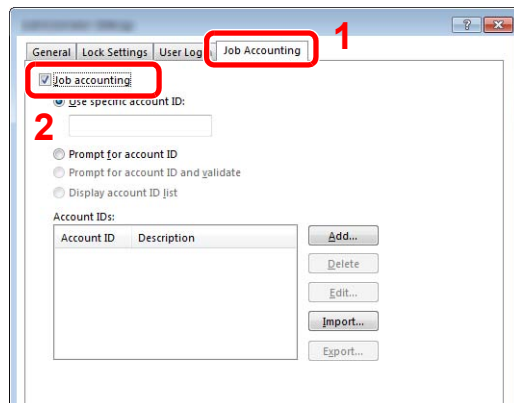 1
General Lock Settings User Log Job Accounting
Job accounting
2
Use specific account ID:
Prompt for account ID
Prompt for account ID and validate
Display account ID list
Account IDs:
Account ID Description
Add...
Delete
Edit...
Import...
Export...